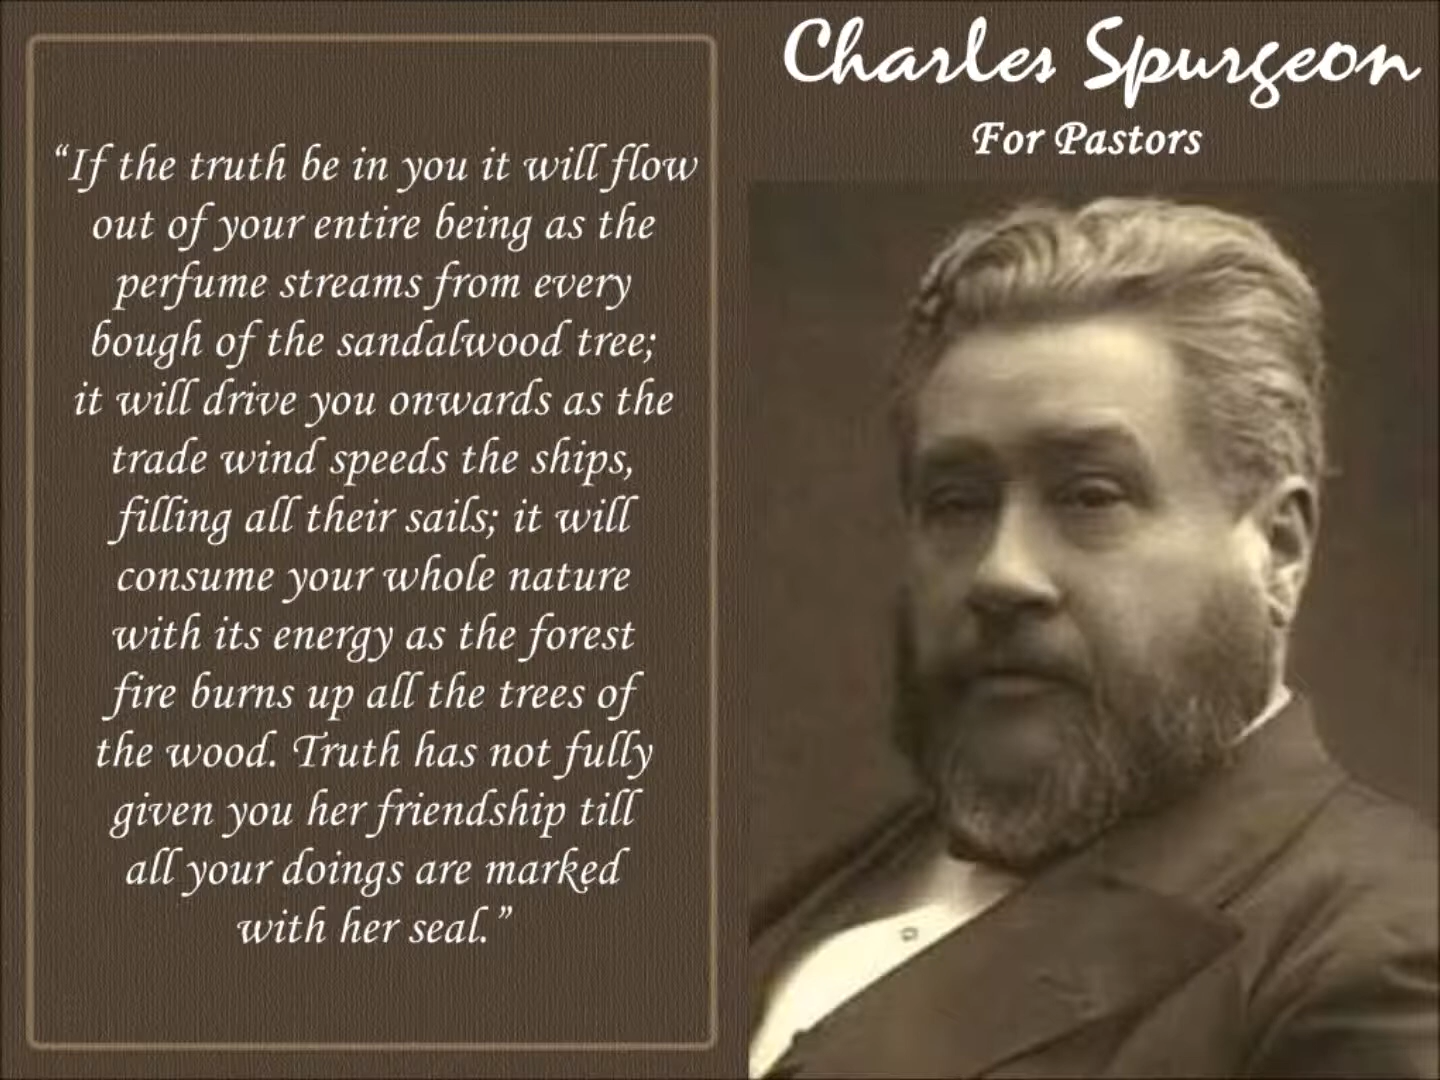 Charles Spurgeon
For Pastors
“If the truth be in you it will flow
out of your entire being as the
perfume streams from every
bough of the sandalwood tree;
it will drive you onwards as the
trade wind speeds the ships,
filling all their sails; it will
consume your whole nature
with its energy as the forest
fire burns up all the trees of
the wood. Truth has not fully
given you her friendship till
all your doings are marked
with her seal.”